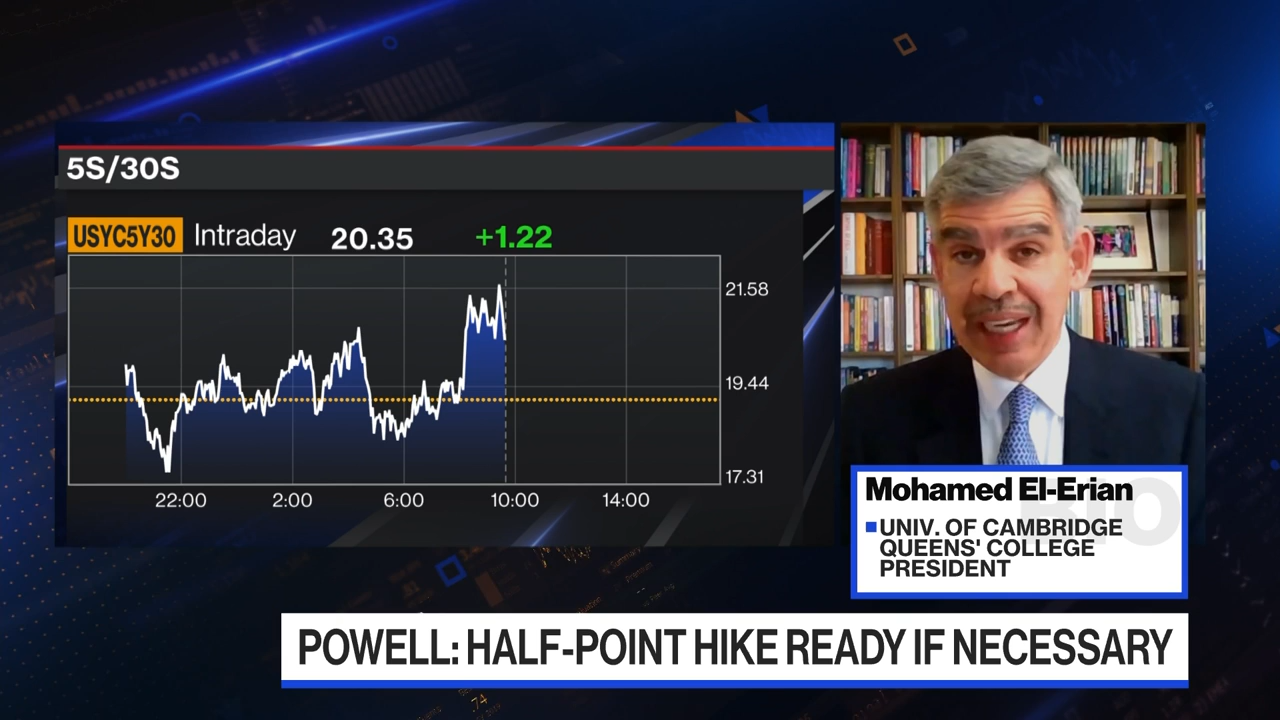 5S/30S
USYC5Y30 Intraday 20.35 +1.22
21.58
19.44
17.31
22:00 2:00 6:00 10:00 14:00
Mohamed El-Erian
BIO
UNIV. OF CAMBRIDGE
QUEENS' COLLEGE
PRESIDENT
POWELL: HALF-POINT HIKE READY IF NECESSARY
74